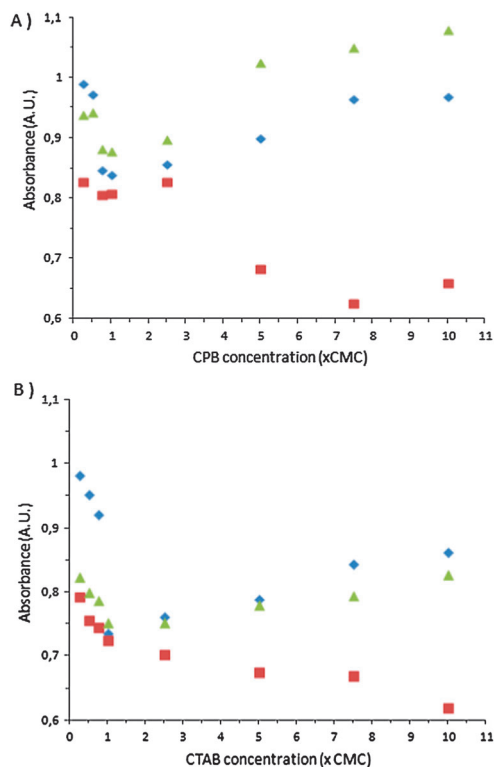 A )
1,1
1
0,9
0,8
0,7
0,6
Absorbance (A.U.)
0 1 2 3 4 5 6 7 8 9 10 11
CPB concentration (xCMC)
B )
1,1
1
0,9
0,8
0,7
0,6
Absorbance (A.U.)
0 1 2 3 4 5 6 7 8 9 10 11
CTAB concentration (x CMC)